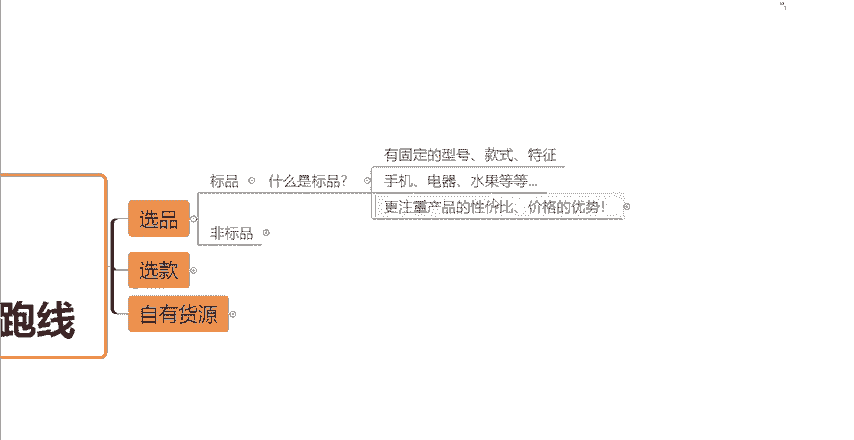 有固定的型号、款式、特征
标品
什么是标品?
手机、电器、水果等等...
更注重产品的性价比、价格的优势!
选品
非标品
选款
自有货源
跑线